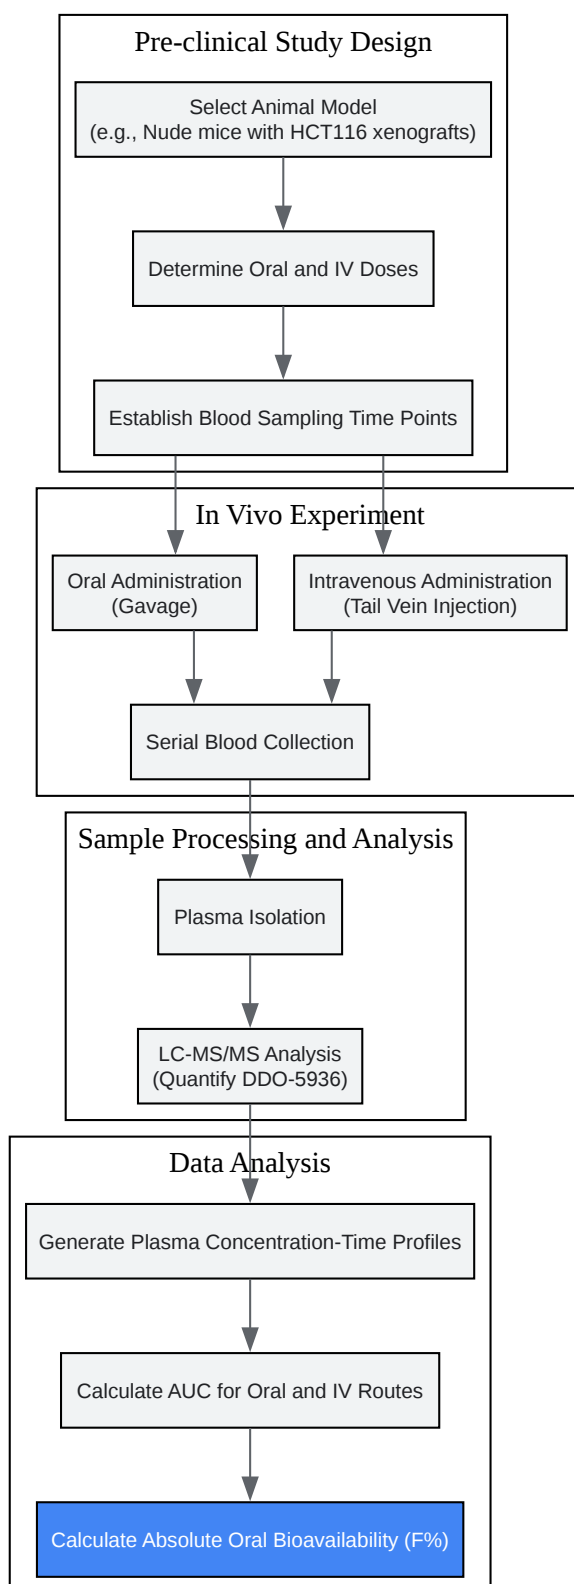 Pre-clinical Study Design
Select Animal Model
(e.g., Nude mice with HCT116 xenografts)
Determine Oral and IV Doses
Establish Blood Sampling Time Points
In Vivo Experiment
Oral Administration
(Gavage)
Intravenous Administration
(Tail Vein Injection)
Serial Blood Collection
Sample Processing and Analysis
Plasma Isolation
LC-MS/MS Analysis
(Quantify DDO-5936)
Data Analysis
Generate Plasma Concentration-Time Profiles
Calculate AUC for Oral and IV Routes
Calculate Absolute Oral Bioavailability (F%)